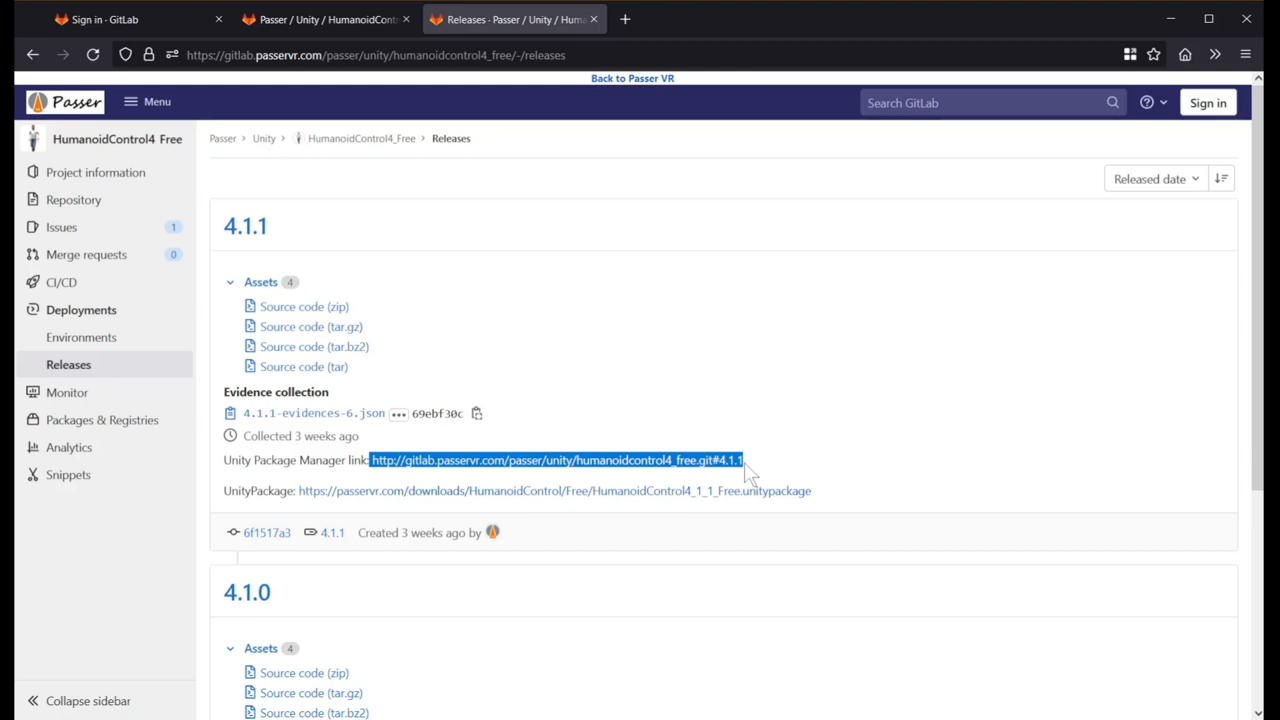 Sign in · GitLab
Passer / Unity / HumanoidCont
Releases · Passer / Unity / Huma
https://gitlab.passervr.com/passer/unity/humanoidcontrol4_free/-/releases
Back to Passer VR
Passer
Menu
Search GitLab
Sign in
HumanoidControl4 Free
Project information
Repository
Issues 1
Merge requests 0
CI/CD
Deployments
Environments
Releases
Monitor
Packages & Registries
Analytics
Snippets
Collapse sidebar
Passer > Unity > HumanoidControl4_Free > Releases
Released date
4.1.1
Assets 4
Source code (zip)
Source code (tar.gz)
Source code (tar.bz2)
Source code (tar)
Evidence collection
4.1.1-evidences-6.json ••• 69ebf30c
Collected 3 weeks ago
Unity Package Manager link: http://gitlab.passervr.com/passer/unity/humanoidcontrol4_free.git#4.1.1
UnityPackage: https://passervr.com/downloads/HumanoidControl/Free/HumanoidControl4_1_1_Free.unitypackage
6f1517a3 4.1.1 Created 3 weeks ago by
4.1.0
Assets 4
Source code (zip)
Source code (tar.gz)
Source code (tar.bz2)